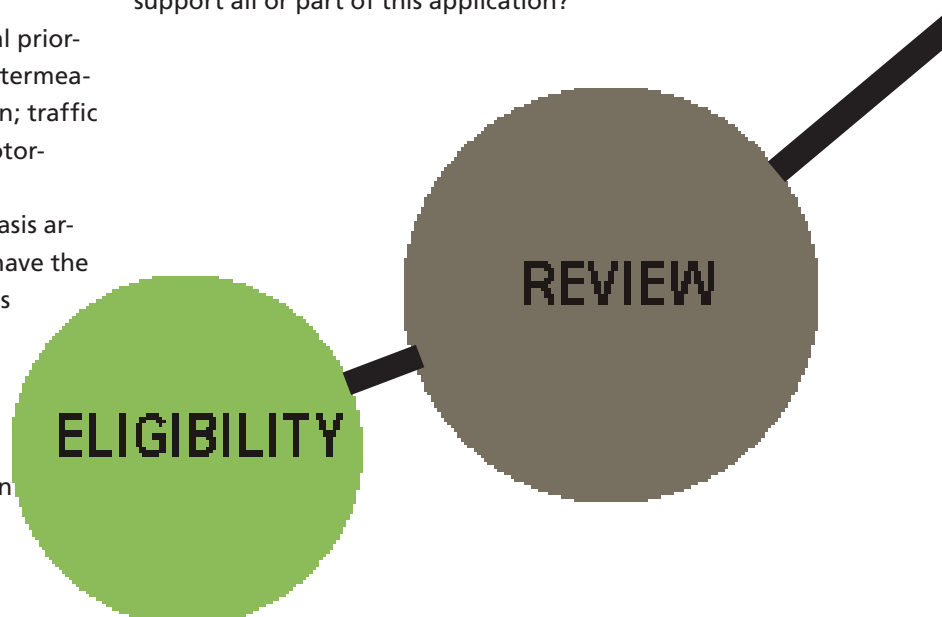 support all or part of this application?
al prior-
termea-
n; traffic
otor-
asis ar-
have the
s
REVIEW
ELIGIBILITY
n